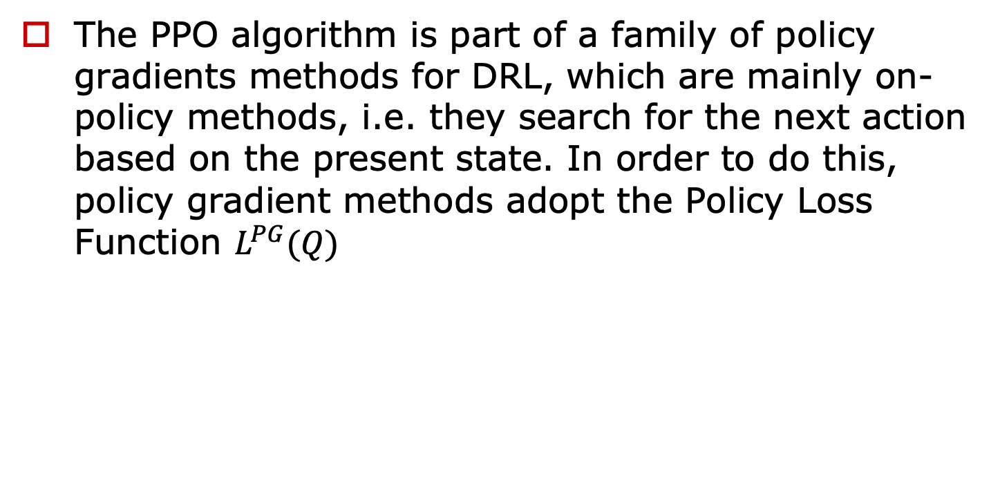 The PPO algorithm is part of a family of policy
gradients methods for DRL, which are mainly on-
policy methods, i.e. they search for the next action
based on the present state. In order to do this,
policy gradient methods adopt the Policy Loss
Function L^{PG}(Q)